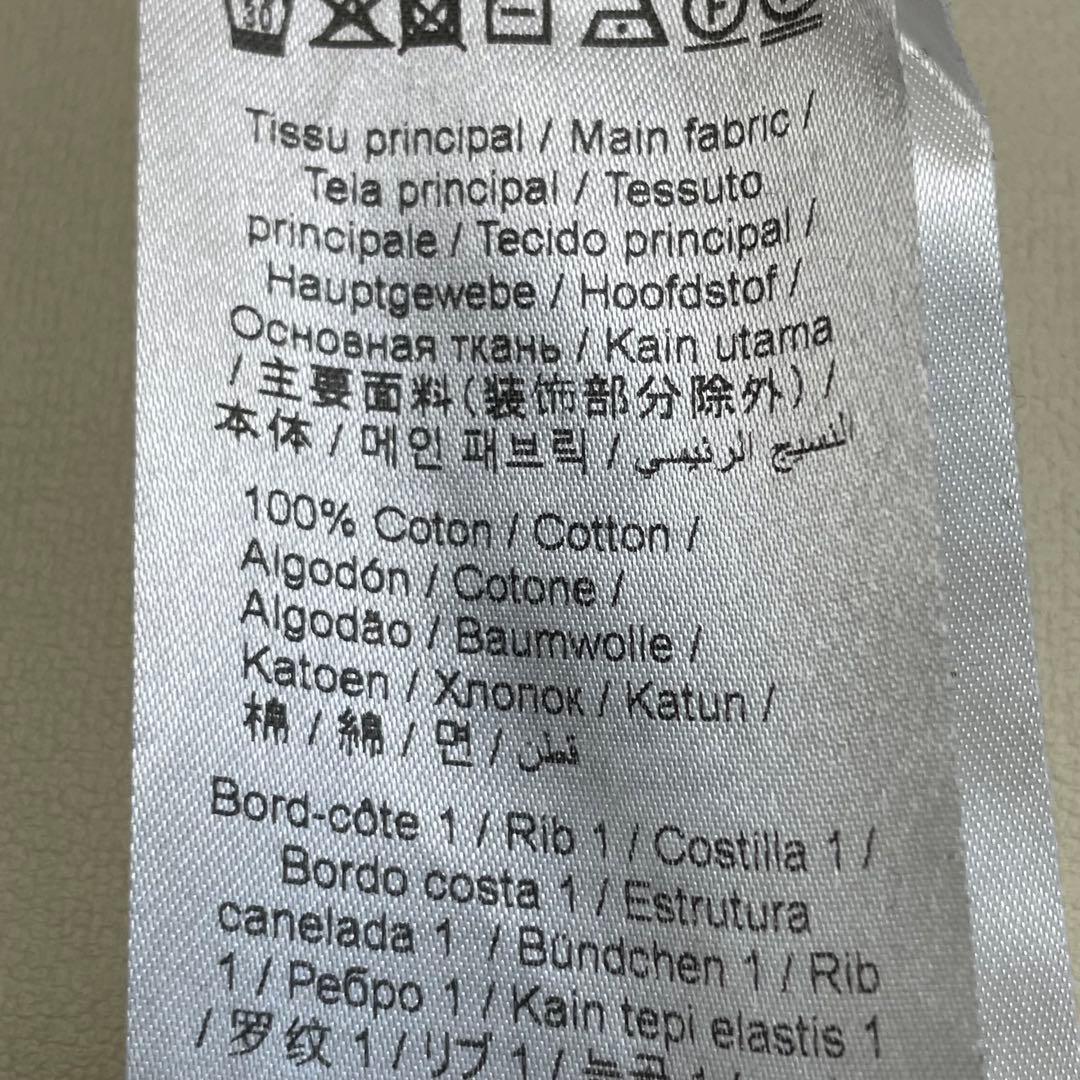 30
Tissu principal / Main fabric /
Tela principal / Tessuto
principale / Tecido principal /
Hauptgewebe / Hoofdstof /
Основная ткань / Kain utama
/ 主要面料(装饰部分除外) /
本体 / 메인 패브릭 / النسيج الرئيسي
100% Coton / Cotton /
Algodón / Cotone /
Algodão / Baumwolle /
Katoen / Хлопок / Katun /
棉 / 綿 / 면 / قطن
Bord-côte 1 / Rib 1 / Costilla 1 /
Bordo costa 1 / Estrutura
canelada 1 / Bündchen 1 / Rib
1 / Ребро 1 / Kain tepi elastis 1
/ 罗纹 1 / リブ 1 /